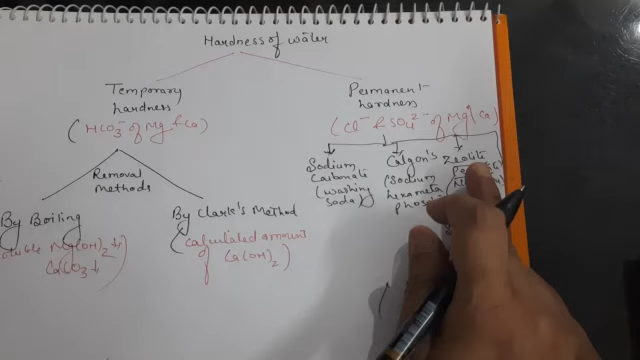 Hardness of water
Temporary
hardness
(HCO3⁻ of Mg & Ca)
Removal
Methods
By Boiling
Mg(OH)2↓
CaCO3↓)
By Clark's Method
(Calculated amount
of Ca(OH)2)
Permanent
hardness
(Cl⁻ & SO4²⁻ of Mg/Ca)
Sodium
Carbonate
(washing
soda)
Calgon's
(Sodium
hexameta
Zeolite